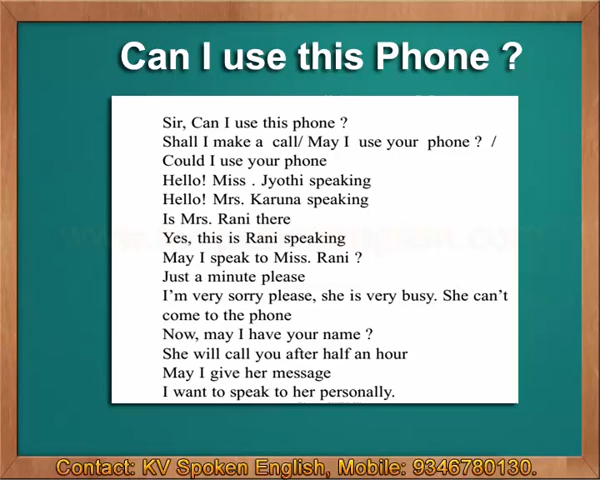 Can I use this Phone ?
Sir, Can I use this phone ?
Shall I make a call/ May I use your phone ? /
Could I use your phone
Hello! Miss . Jyothi speaking
Hello! Mrs. Karuna speaking
Is Mrs. Rani there
Yes, this is Rani speaking
May I speak to Miss. Rani ?
Just a minute please
I'm very sorry please, she is very busy. She can't
come to the phone
Now, may I have your name ?
She will call you after half an hour
May I give her message
I want to speak to her personally.
Contact: KV Spoken English, Mobile: 9346780130.